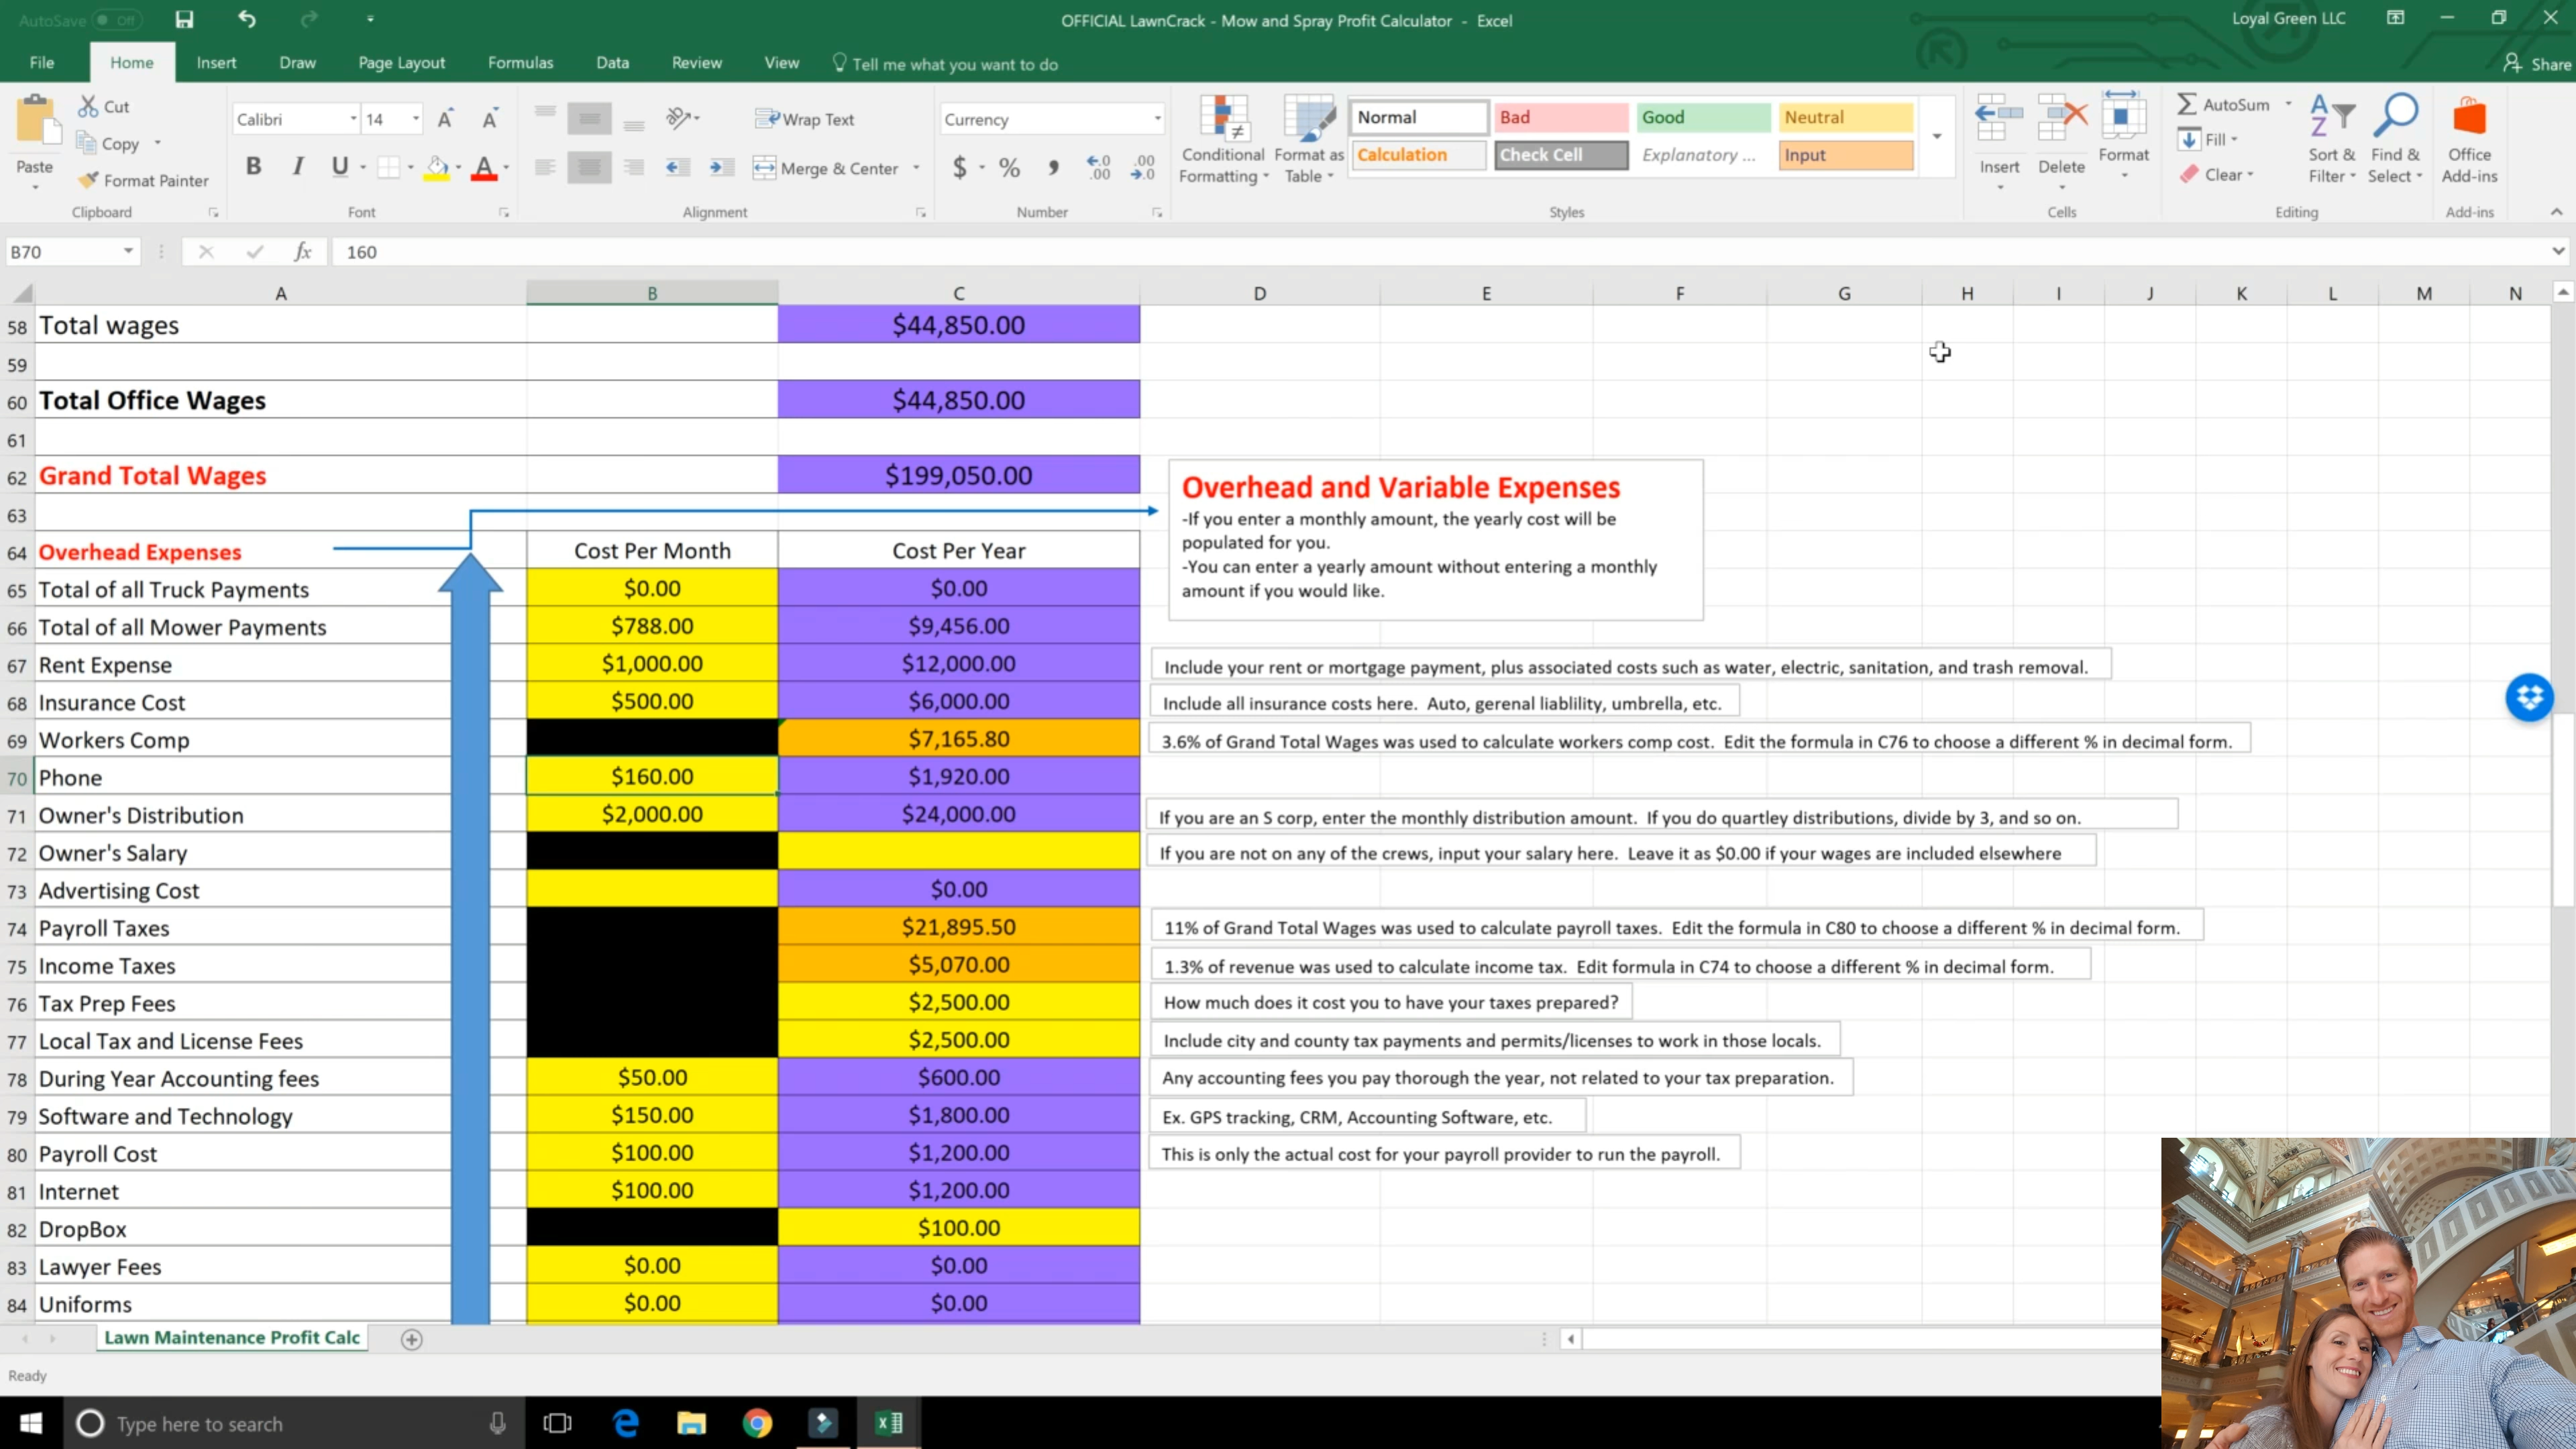 AutoSave Off
OFFICIAL LawnCrack - Mow and Spray Profit Calculator - Excel
Loyal Green LLC
File Home Insert Draw Page Layout Formulas Data Review View Tell me what you want to do Share
Paste
Cut
Copy
Format Painter
Clipboard
Calibri 14
B I U
Font
Wrap Text
Merge & Center
Alignment
Currency
$ % ,
Number
Conditional Formatting
Format as Table
Normal Bad Good Neutral
Calculation Check Cell Explanatory ... Input
Styles
Insert Delete Format
Cells
AutoSum
Fill
Clear
Sort & Filter
Find & Select
Editing
Office Add-ins
Add-ins
B70 fx 160
A B C D E F G H I J K L M N
58 Total wages $44,850.00
59
60 Total Office Wages $44,850.00
61
62 Grand Total Wages $199,050.00
63
Overhead and Variable Expenses
-If you enter a monthly amount, the yearly cost will be
populated for you.
-You can enter a yearly amount without entering a monthly
amount if you would like.
64 Overhead Expenses Cost Per Month Cost Per Year
65 Total of all Truck Payments $0.00 $0.00
66 Total of all Mower Payments $788.00 $9,456.00
67 Rent Expense $1,000.00 $12,000.00 Include your rent or mortgage payment, plus associated costs such as water, electric, sanitation, and trash removal.
68 Insurance Cost $500.00 $6,000.00 Include all insurance costs here. Auto, gerenal liablility, umbrella, etc.
69 Workers Comp $7,165.80 3.6% of Grand Total Wages was used to calculate workers comp cost. Edit the formula in C76 to choose a different % in decimal form.
70 Phone $160.00 $1,920.00
71 Owner's Distribution $2,000.00 $24,000.00 If you are an S corp, enter the monthly distribution amount. If you do quartley distributions, divide by 3, and so on.
72 Owner's Salary If you are not on any of the crews, input your salary here. Leave it as $0.00 if your wages are included elsewhere
73 Advertising Cost $0.00
74 Payroll Taxes $21,895.50 11% of Grand Total Wages was used to calculate payroll taxes. Edit the formula in C80 to choose a different % in decimal form.
75 Income Taxes $5,070.00 1.3% of revenue was used to calculate income tax. Edit formula in C74 to choose a different % in decimal form.
76 Tax Prep Fees $2,500.00 How much does it cost you to have your taxes prepared?
77 Local Tax and License Fees $2,500.00 Include city and county tax payments and permits/licenses to work in those locals.
78 During Year Accounting fees $50.00 $600.00 Any accounting fees you pay thorough the year, not related to your tax preparation.
79 Software and Technology $150.00 $1,800.00 Ex. GPS tracking, CRM, Accounting Software, etc.
80 Payroll Cost $100.00 $1,200.00 This is only the actual cost for your payroll provider to run the payroll.
81 Internet $100.00 $1,200.00
82 DropBox $100.00
83 Lawyer Fees $0.00 $0.00
84 Uniforms $0.00 $0.00
Lawn Maintenance Profit Calc
Ready
Type here to search